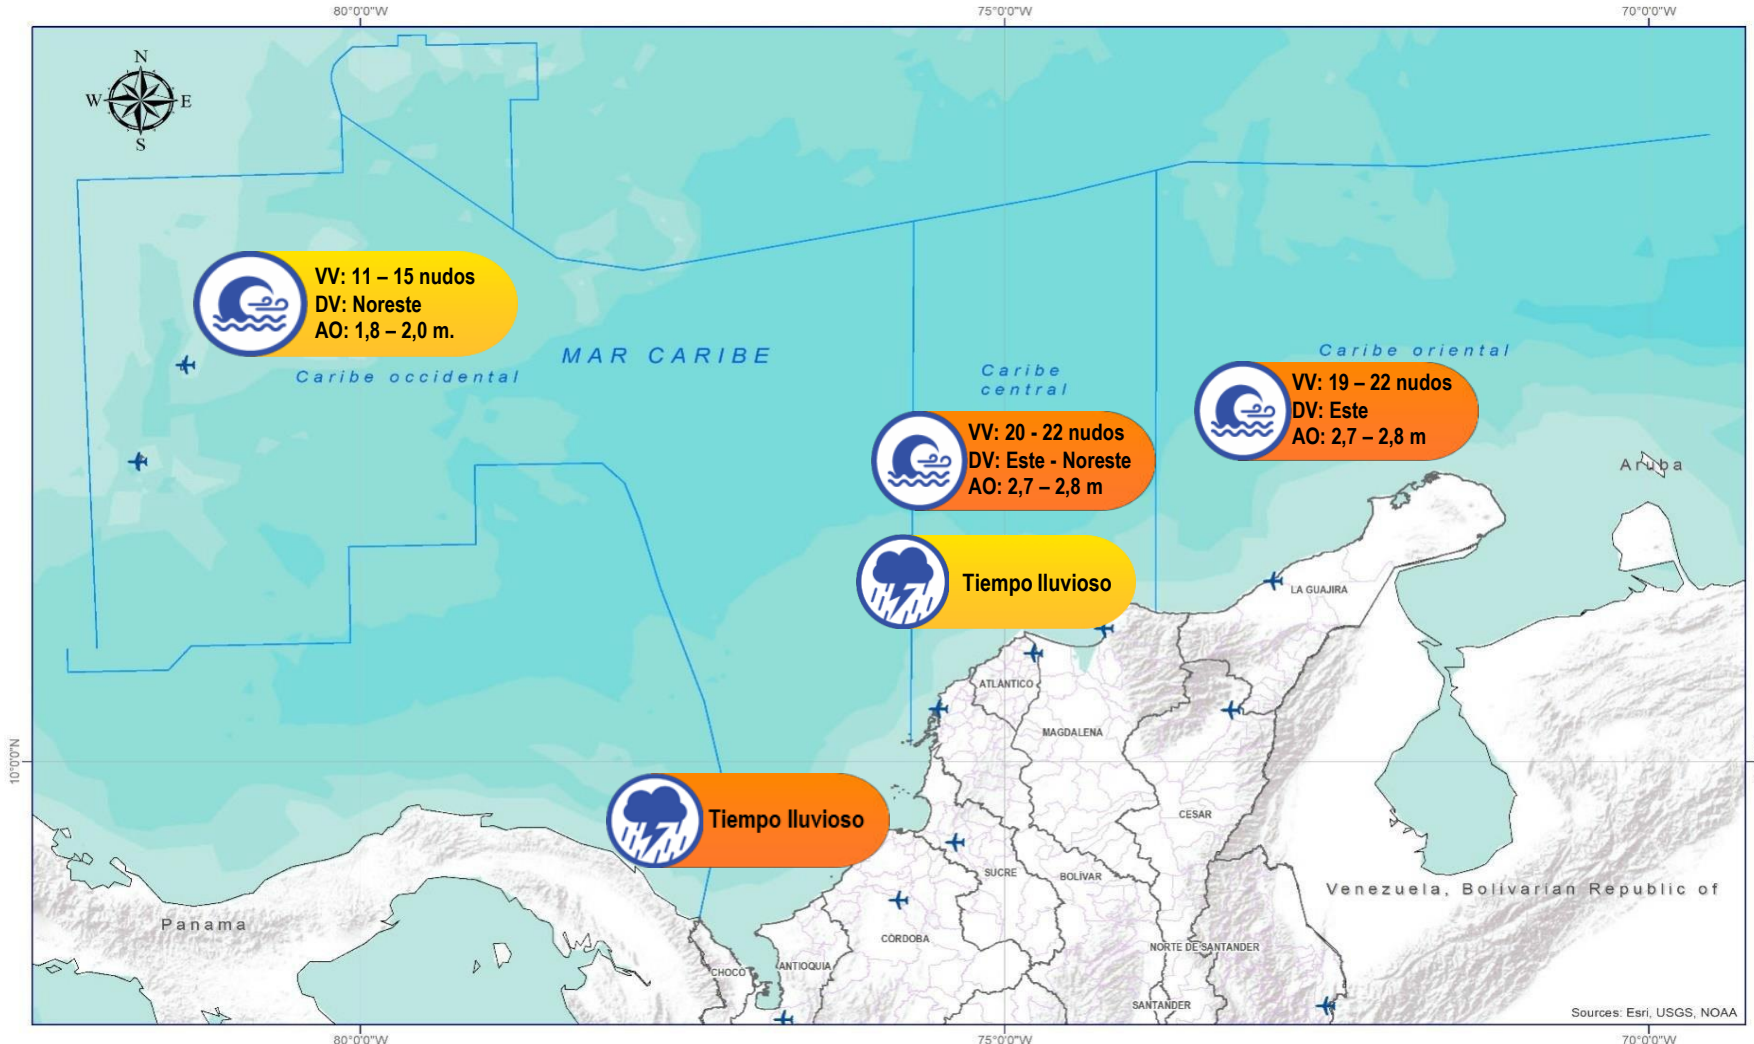 80°0'0"W
75°0'0"W
70°0'0"W
N
W
E
S
VV: 11 – 15 nudos
DV: Noreste
AO: 1,8 – 2,0 m.
MAR CARIBE
Caribe occidental
Caribe
central
Caribe oriental
VV: 19 – 22 nudos
DV: Este
AO: 2,7 – 2,8 m
VV: 20 - 22 nudos
DV: Este - Noreste
AO: 2,7 – 2,8 m
Aruba
Tiempo lluvioso
LA GUAJIRA
ATLÁNTICO
MAGDALENA
10°0'0"N
Tiempo lluvioso
CESAR
SUCRE
BOLÍVAR
Venezuela, Bolivarian Republic of
Panama
CÓRDOBA
NORTE DE SANTANDER
CHOCÓ
ANTIOQUIA
SANTANDER
Sources: Esri, USGS, NOAA
80°0'0"W
75°0'0"W
70°0'0"W